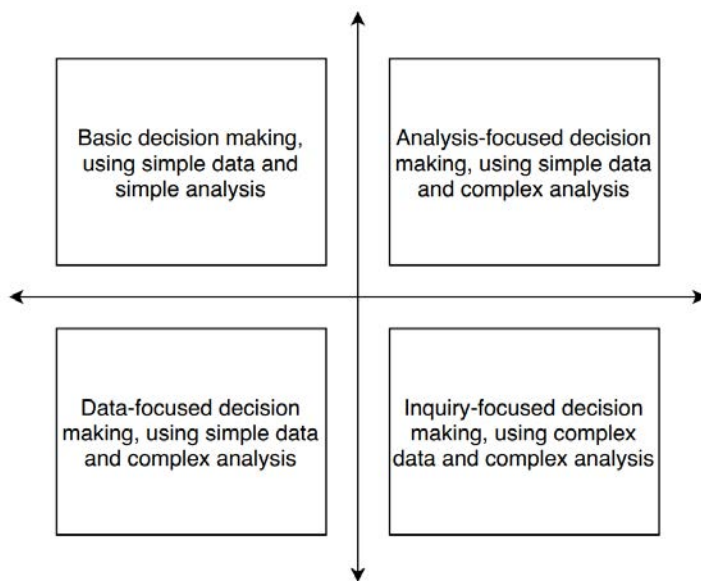 Basic decision making,
using simple data and
simple analysis
Analysis-focused decision
making, using simple data
and complex analysis
Data-focused decision
making, using simple data
and complex analysis
Inquiry-focused decision
making, using complex
data and complex analysis